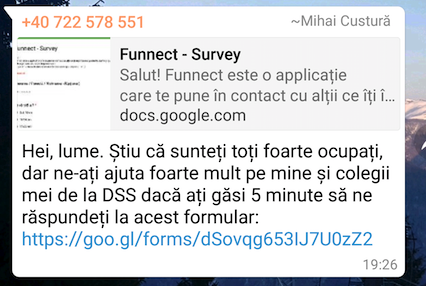 +40 722 578 551 ~Mihai Custură
Funnect - Survey
Salut! Funnect este o applicație
care te pune în contact cu alții ce îți î...
docs.google.com
unnect - Survey
Hei, lume. Știu că sunteți toți foarte ocupați,
dar ne-ați ajuta foarte mult pe mine și colegii
mei de la DSS dacă ați găsi 5 minute să ne
răspundeți la acest formular:
https://goo.gl/forms/dSovqg653IJ7U0zZ2
19:26